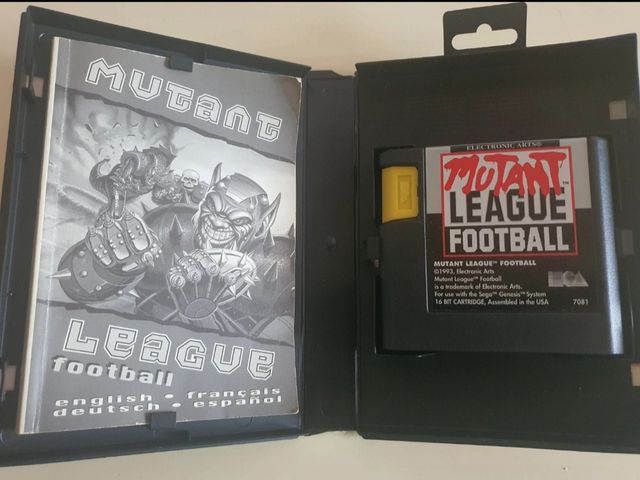 MUTANT
LEAGUE
football
english • français
deutsch • español
ELECTRONIC ARTS®
MUTANT™
LEAGUE
FOOTBALL
MUTANT LEAGUE™ FOOTBALL
©1993, Electronic Arts
Mutant League™ Football
is a trademark of Electronic Arts.
For use with the Sega™ Genesis™ System
16 BIT CARTRIDGE, Assembled in the USA
7081